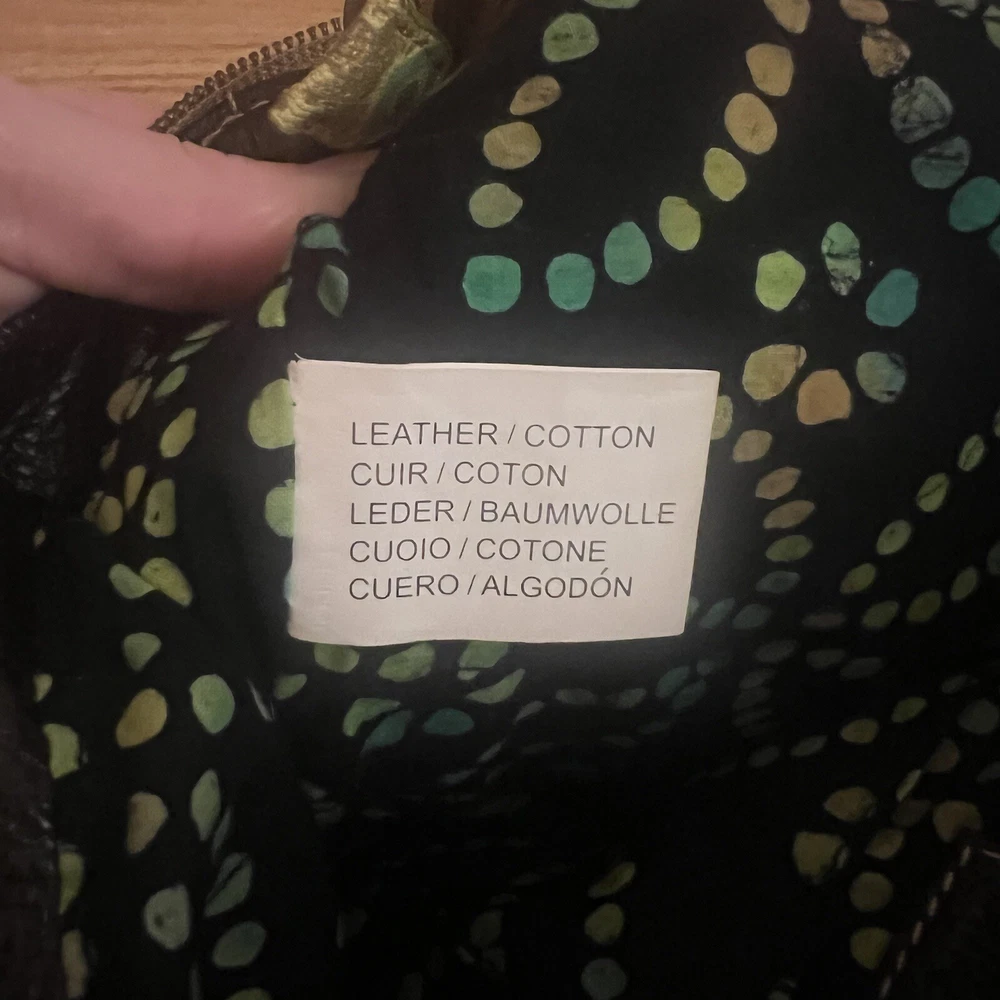 LEATHER / COTTON
CUIR / COTON
LEDER / BAUMWOLLE
CUOIO / COTONE
CUERO / ALGODÓN